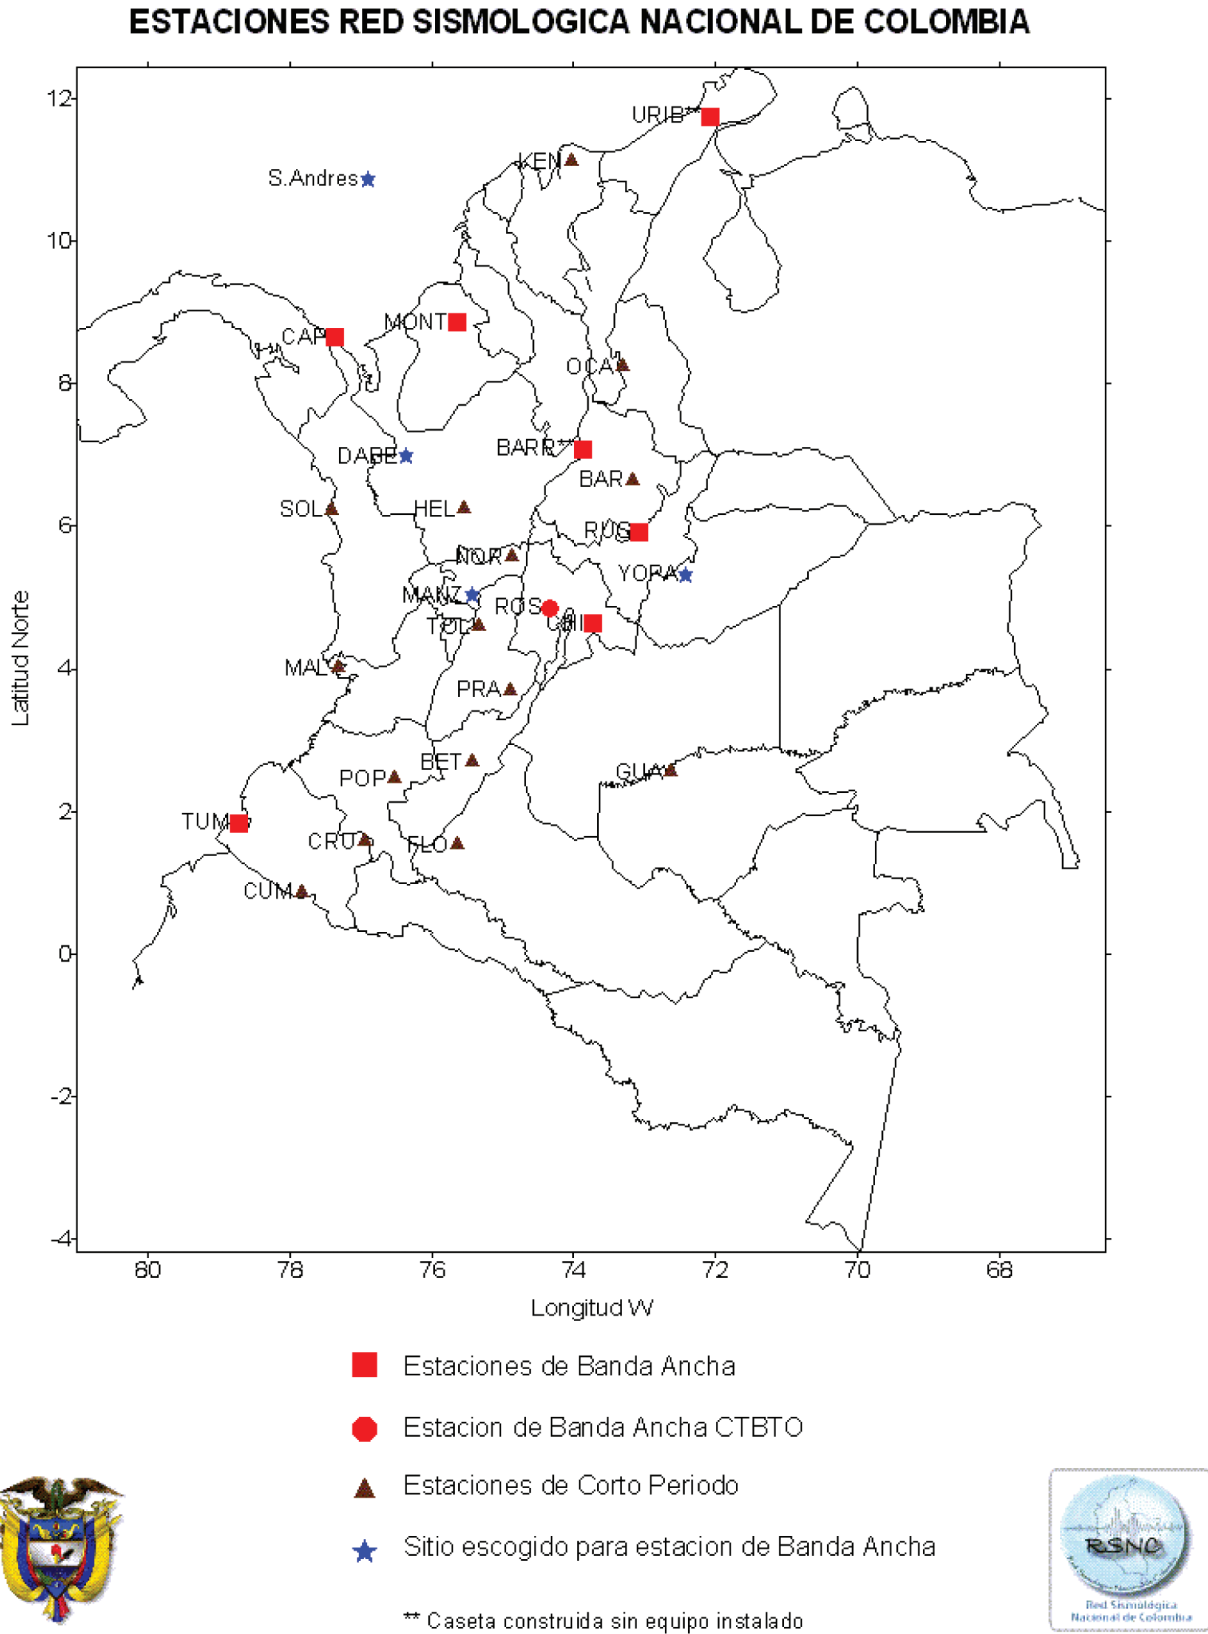 ESTACIONES RED SISMOLOGICA NACIONAL DE COLOMBIA
12
10
8
6
4
2
0
-2
-4
Latitud Norte
URIB**
KEN
S.Andres
MONT
CAP
OCA
BARR**
DABE
BAR
SOL
HEL
RUS
NOR
YOPA
MANZ
ROS
CHI
TOL
MAL
PRA
BET
POP
GUA
TUM
CRU
FLO
CUM
80 78 76 74 72 70 68
Longitud W
Estaciones de Banda Ancha
Estacion de Banda Ancha CTBTO
Estaciones de Corto Periodo
Sitio escogido para estacion de Banda Ancha
** Caseta construida sin equipo instalado
RSNC
Red Sismológica
Nacional de Colombia